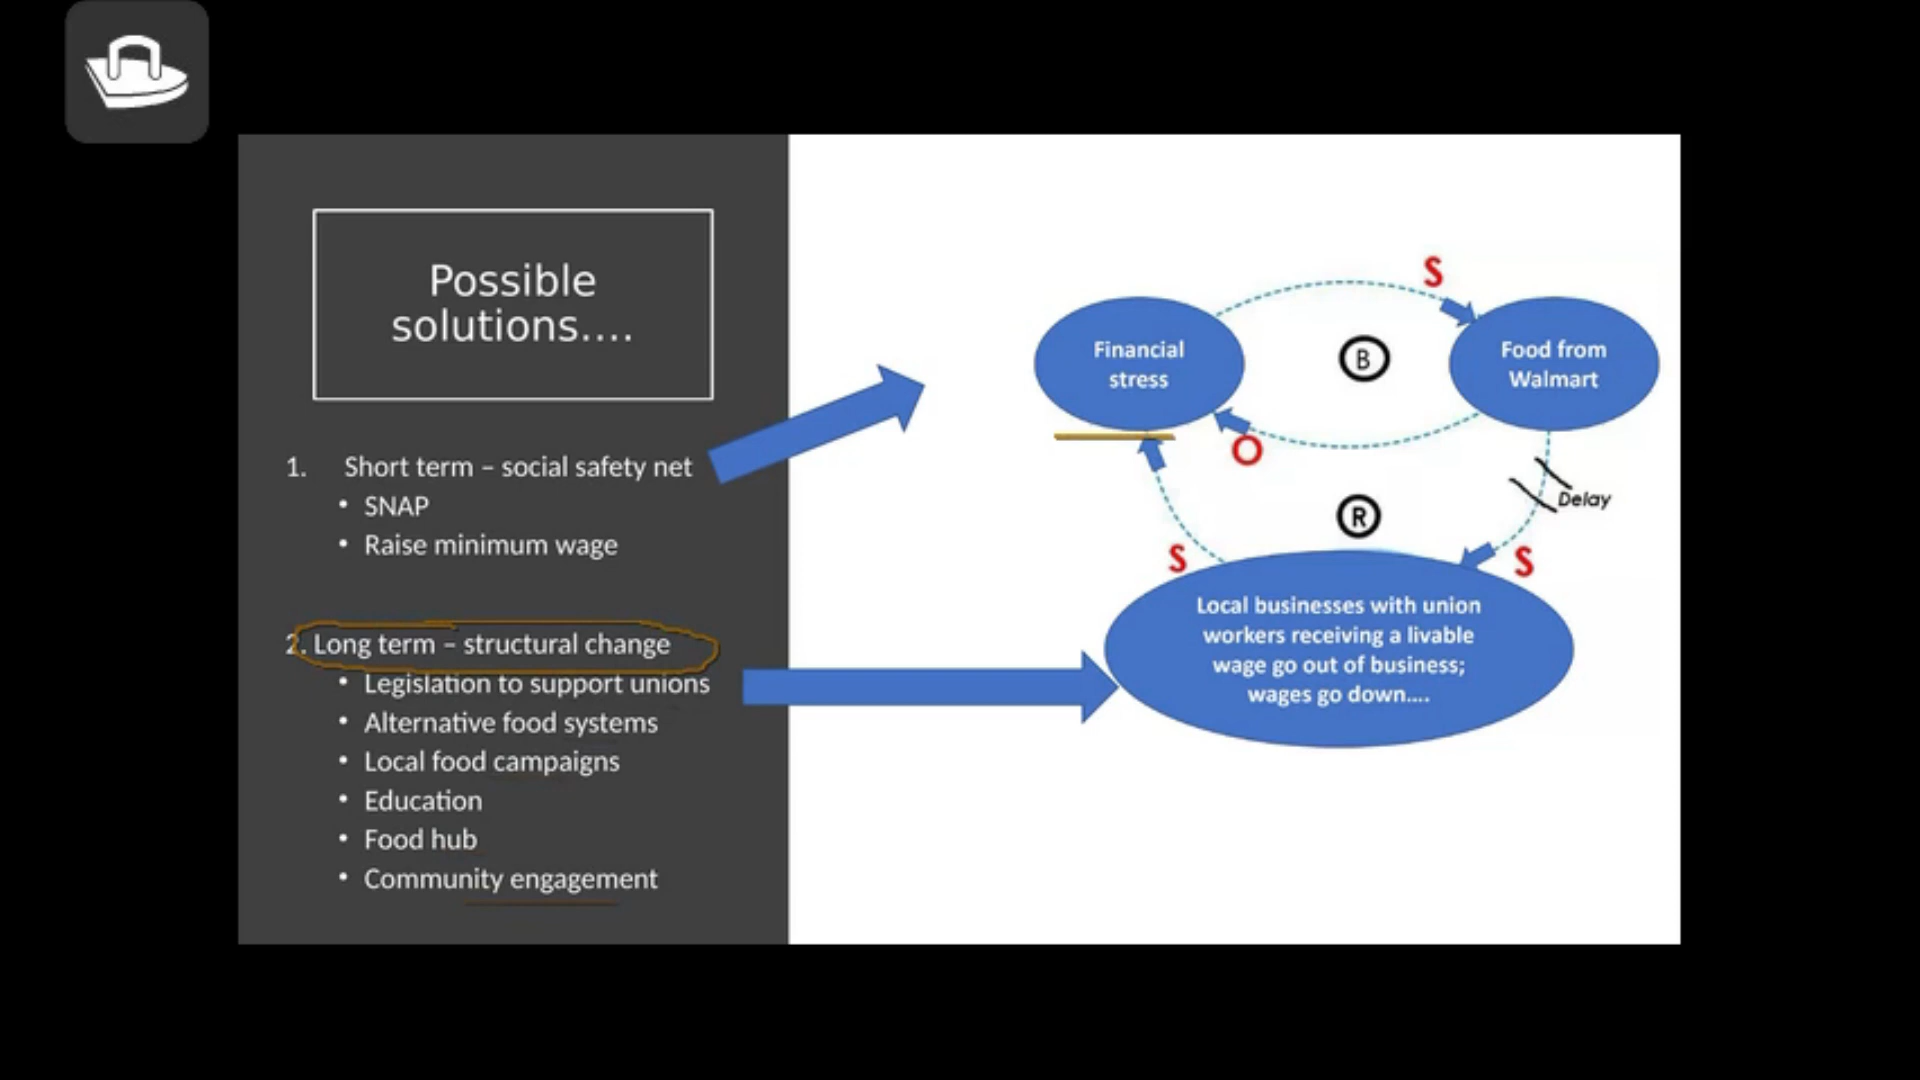 Possible
solutions....
1. Short term – social safety net
• SNAP
• Raise minimum wage
2. Long term – structural change
• Legislation to support unions
• Alternative food systems
• Local food campaigns
• Education
• Food hub
• Community engagement
S
Financial
stress
B
Food from
Walmart
O
Delay
R
S
S
Local businesses with union
workers receiving a livable
wage go out of business;
wages go down....